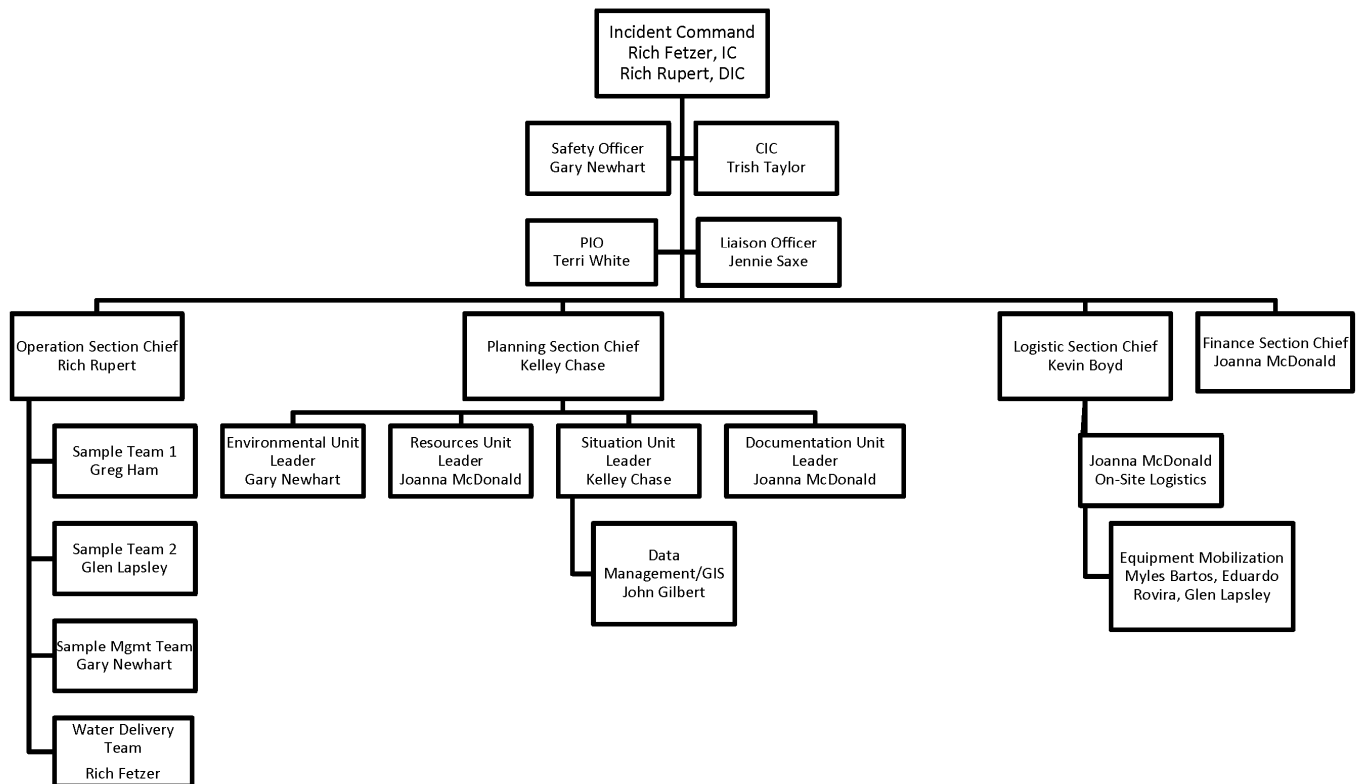 Incident Command
Rich Fetzer, IC
Rich Rupert, DIC
Safety Officer
Gary Newhart
CIC
Trish Taylor
PIO
Terri White
Liaison Officer
Jennie Saxe
Operation Section Chief
Rich Rupert
Planning Section Chief
Kelley Chase
Logistic Section Chief
Kevin Boyd
Finance Section Chief
Joanna McDonald
Sample Team 1
Greg Ham
Sample Team 2
Glen Lapsley
Sample Mgmt Team
Gary Newhart
Water Delivery
Team
Rich Fetzer
Environmental Unit
Leader
Gary Newhart
Resources Unit
Leader
Joanna McDonald
Situation Unit
Leader
Kelley Chase
Documentation Unit
Leader
Joanna McDonald
Data
Management/GIS
John Gilbert
Joanna McDonald
On-Site Logistics
Equipment Mobilization
Myles Bartos, Eduardo
Rovira, Glen Lapsley